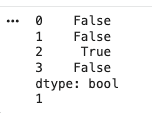 0    False
1    False
2     True
3    False
dtype: bool
1